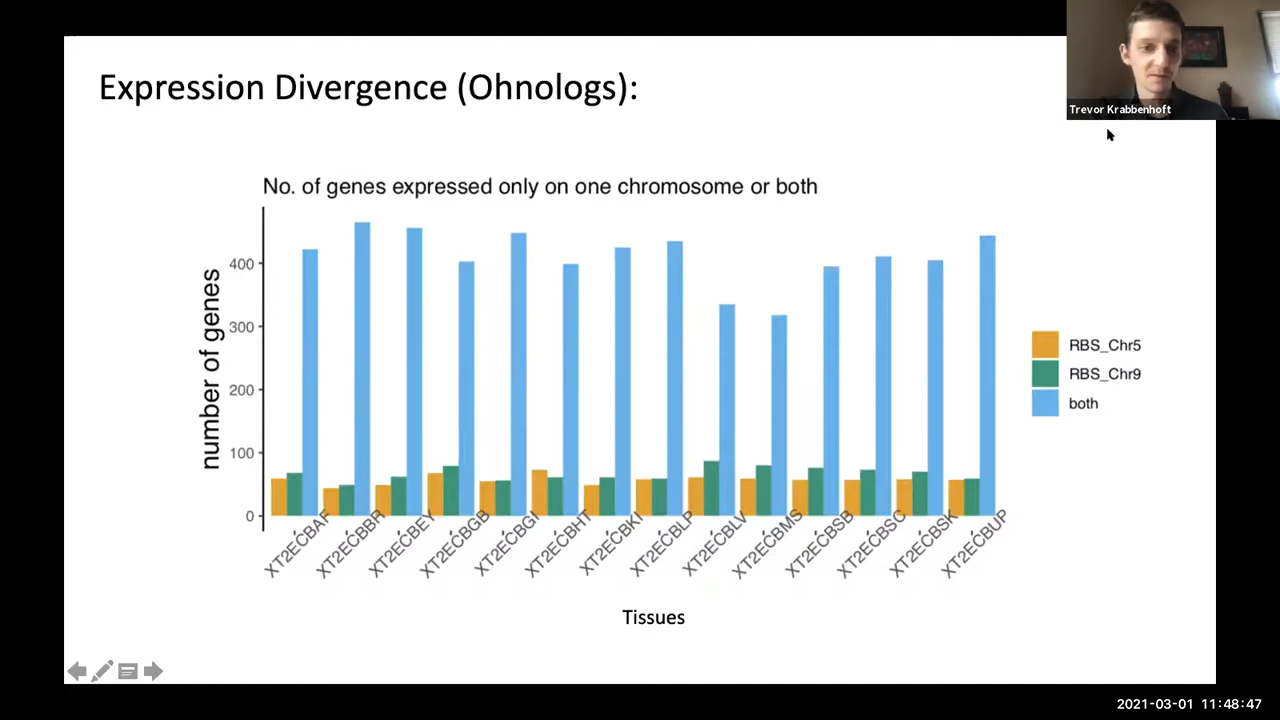 Expression Divergence (Ohnologs):
Trevor Krabbenhoft
No. of genes expressed only on one chromosome or both
number of genes
400
300
200
100
0
RBS_Chr5
RBS_Chr9
both
XT2ECBAF
XT2ECBBR
XT2ECBEY
XT2ECBGB
XT2ECBGI
XT2ECBHT
XT2ECBKI
XT2ECBLP
XT2ECBLV
XT2ECBMS
XT2ECBSB
XT2ECBSC
XT2ECBSK
XT2ECBUP
Tissues
2021-03-01 11:48:47